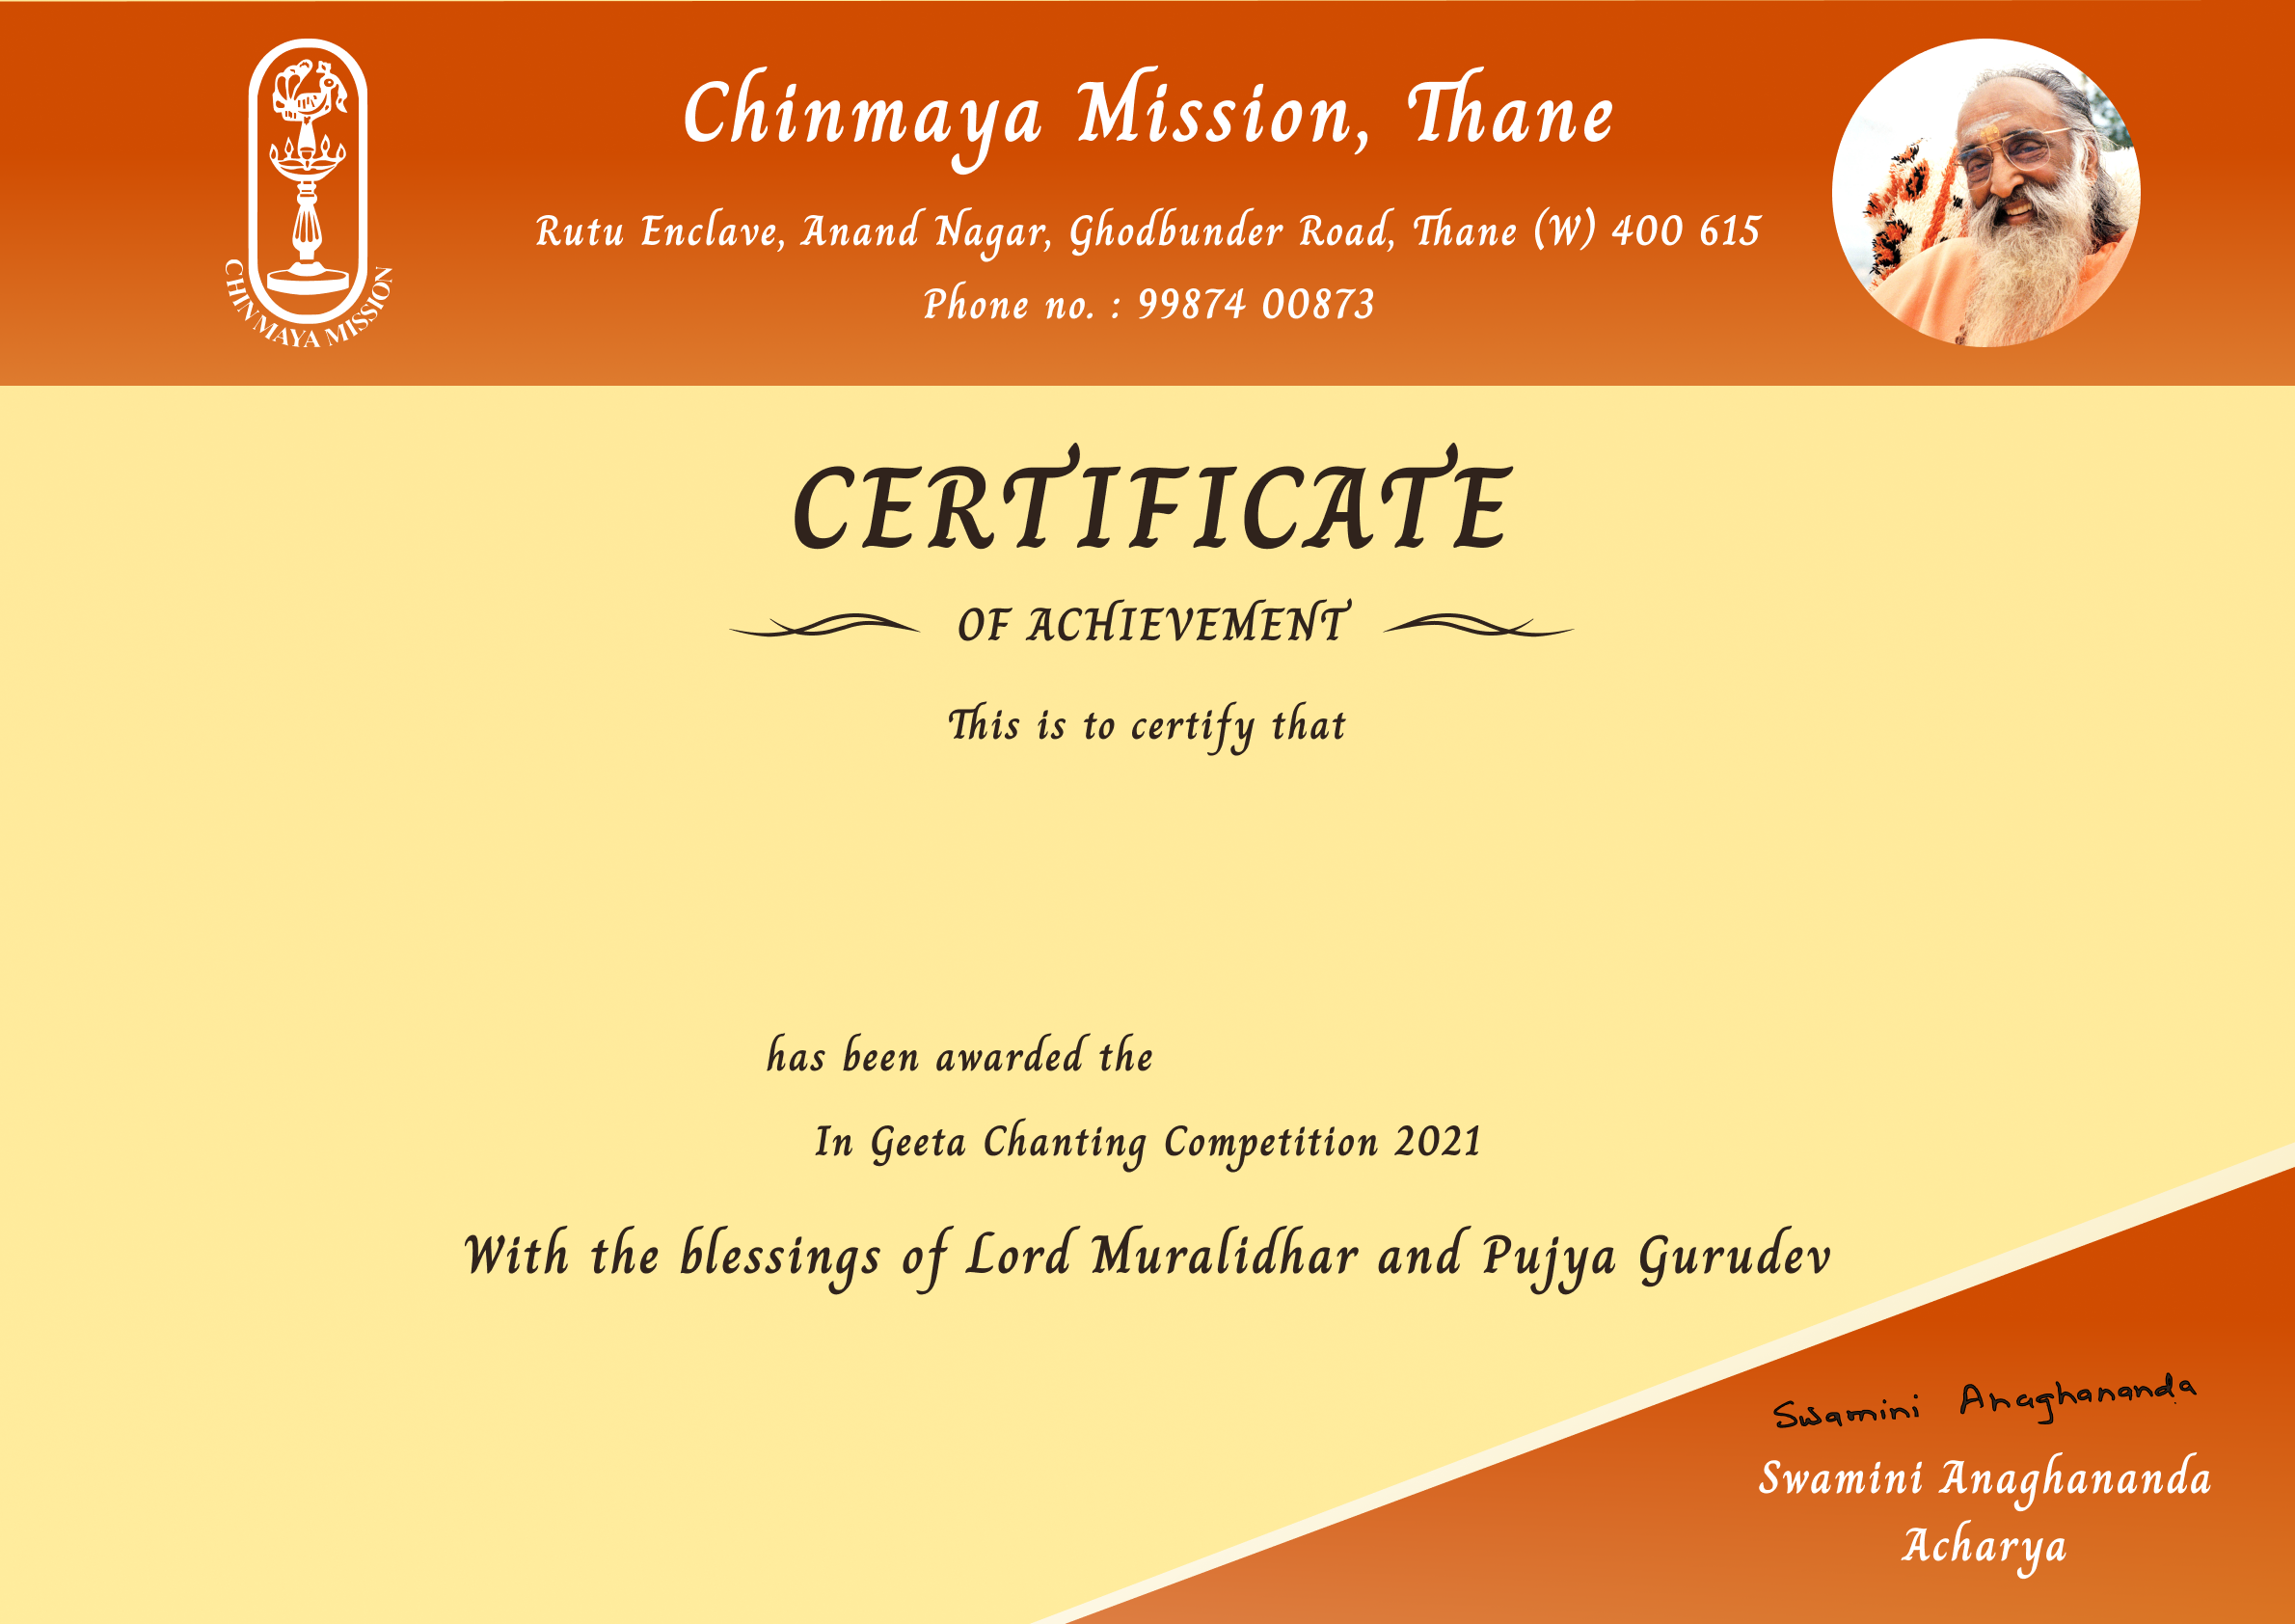 CHINMAYA MISSION
Chinmaya Mission, Thane
Rutu Enclave, Anand Nagar, Ghodbunder Road, Thane (W) 400 615
Phone no. : 99874 00873
CERTIFICATE
OF ACHIEVEMENT
This is to certify that
has been awarded the
In Geeta Chanting Competition 2021
With the blessings of Lord Muralidhar and Pujya Gurudev
Swamini Anaghananda
Swamini Anaghananda
Acharya